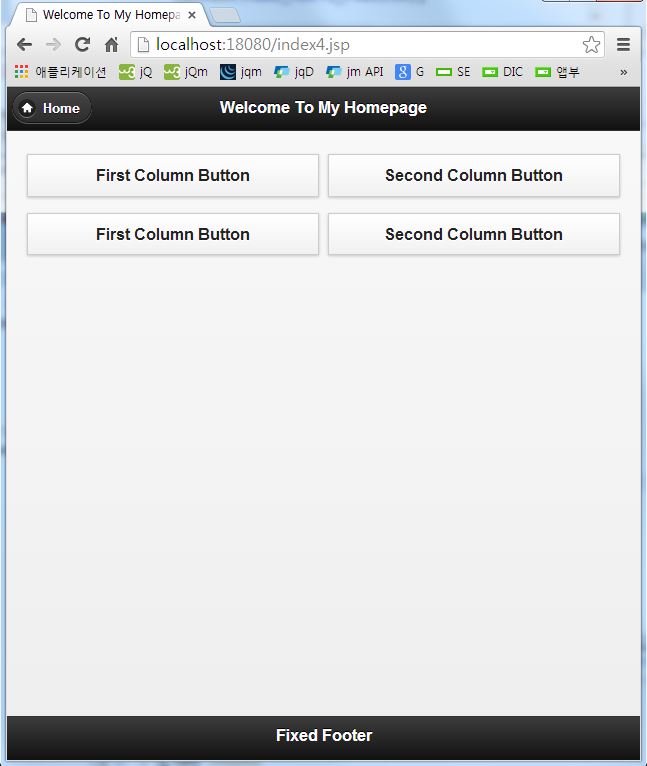 Welcome To My Homepa
localhost:18080/index4.jsp
애플리케이션 jQ jQm jqm jqD jm API G SE DIC 앱부 »
Home Welcome To My Homepage
First Column Button Second Column Button
First Column Button Second Column Button
Fixed Footer